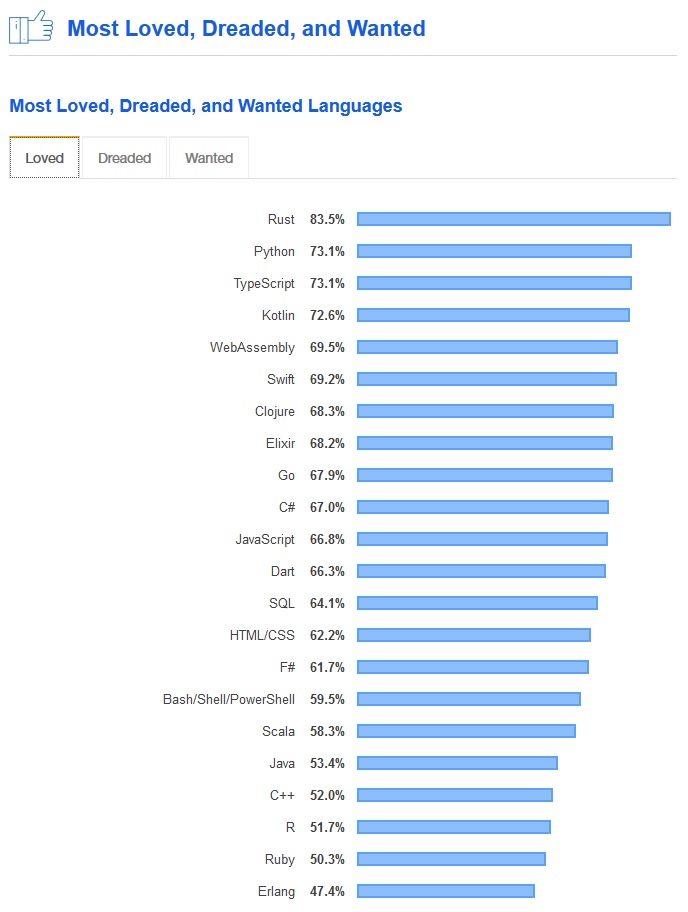 Most Loved, Dreaded, and Wanted
Most Loved, Dreaded, and Wanted Languages
Loved Dreaded Wanted
Rust 83.5%
Python 73.1%
TypeScript 73.1%
Kotlin 72.6%
WebAssembly 69.5%
Swift 69.2%
Clojure 68.3%
Elixir 68.2%
Go 67.9%
C# 67.0%
JavaScript 66.8%
Dart 66.3%
SQL 64.1%
HTML/CSS 62.2%
F# 61.7%
Bash/Shell/PowerShell 59.5%
Scala 58.3%
Java 53.4%
C++ 52.0%
R 51.7%
Ruby 50.3%
Erlang 47.4%